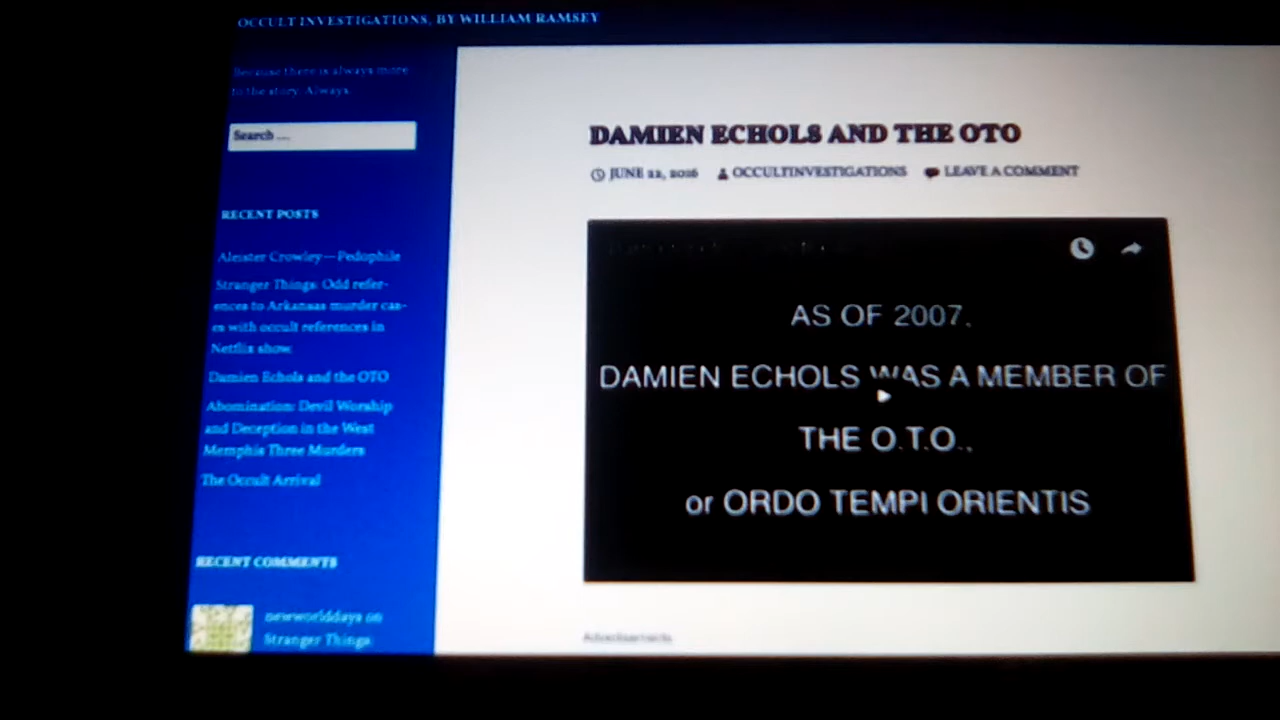 OCCULT INVESTIGATIONS, BY WILLIAM RAMSEY
Because there is always more
to the story. Always.
Search ...
RECENT POSTS
Aleister Crowley—Pedophile
Stranger Things: Odd refer-
ences to Arkansas murder cas-
es with occult references in
Netflix show.
Damien Echols and the OTO
Abomination: Devil Worship
and Deception in the West
Memphis Three Murders
The Occult Arrival
RECENT COMMENTS
newworlddays on
Stranger Things:
DAMIEN ECHOLS AND THE OTO
JUNE 22, 2016 OCCULTINVESTIGATIONS LEAVE A COMMENT
AS OF 2007,
DAMIEN ECHOLS WAS A MEMBER OF
THE O.T.O.,
or ORDO TEMPI ORIENTIS
Advertisements